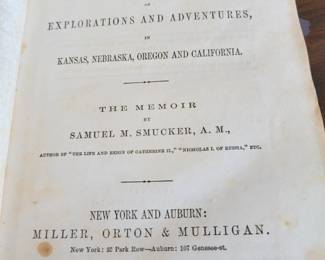 OF
EXPLORATIONS AND ADVENTURES,
IN
KANSAS, NEBRASKA, OREGON AND CALIFORNIA.
THE MEMOIR
BY
SAMUEL M. SMUCKER, A. M.,
AUTHOR OF "THE LIFE AND REIGN OF CATHERINE II.," "NICHOLAS I. OF RUSSIA," ETC.
NEW YORK AND AUBURN:
MILLER, ORTON & MULLIGAN.
New York: 25 Park Row—Auburn: 107 Genesee-st.